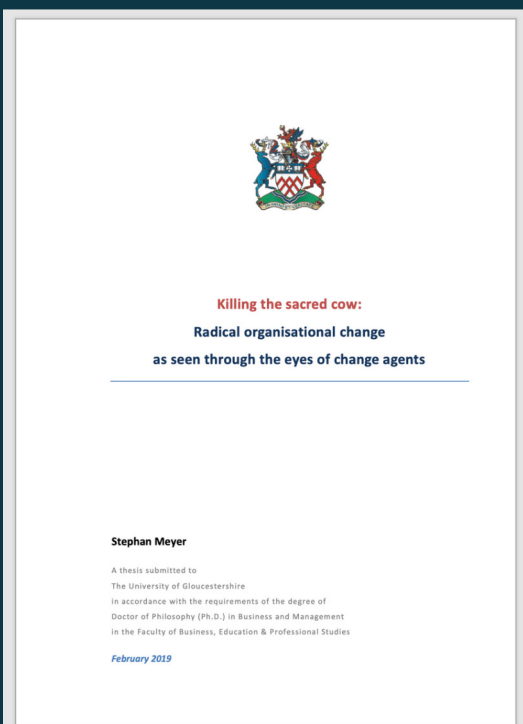 Killing the sacred cow:
Radical organisational change
as seen through the eyes of change agents
Stephan Meyer
A thesis submitted to
The University of Gloucestershire
in accordance with the requirements of the degree of
Doctor of Philosophy (Ph.D.) in Business and Management
in the Faculty of Business, Education & Professional Studies
February 2019